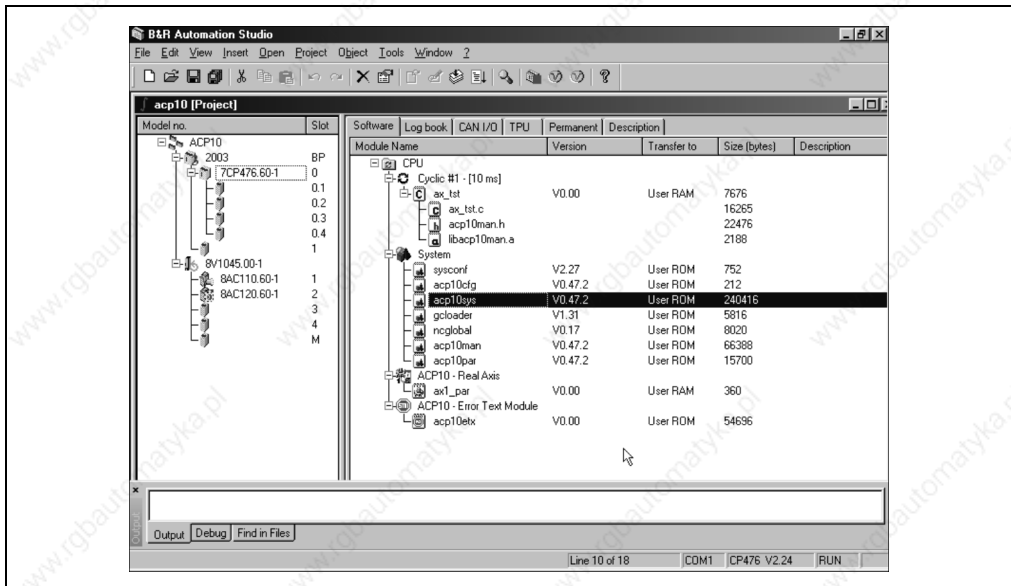 B&R Automation Studio
File Edit View Insert Open Project Object Tools Window ?
acp10 [Project]
Model no. Slot
ACP10
2003 BP
7CP476.60-1 0
0.1
0.2
0.3
0.4
1
8V1045.00-1
8AC110.60-1 1
8AC120.60-1 2
3
4
M
Software Log book CAN I/O TPU Permanent Description
Module Name Version Transfer to Size (bytes) Description
CPU
Cyclic #1 - [10 ms]
ax_tst V0.00 User RAM 7676
ax_tst.c 16265
acp10man.h 22476
libacp10man.a 2188
System
sysconf V2.27 User ROM 752
acp10cfg V0.47.2 User ROM 212
acp10sys V0.47.2 User ROM 240416
gcloader V1.31 User ROM 5816
ncglobal V0.17 User ROM 8020
acp10man V0.47.2 User ROM 66388
acp10par V0.47.2 User ROM 15700
ACP10 - Real Axis
ax1_par V0.00 User RAM 360
ACP10 - Error Text Module
acp10etx V0.00 User ROM 54696
Output
Output Debug Find in Files
Line 10 of 18 COM1 CP476 V2.24 RUN
www.rgbautomatyka.pl